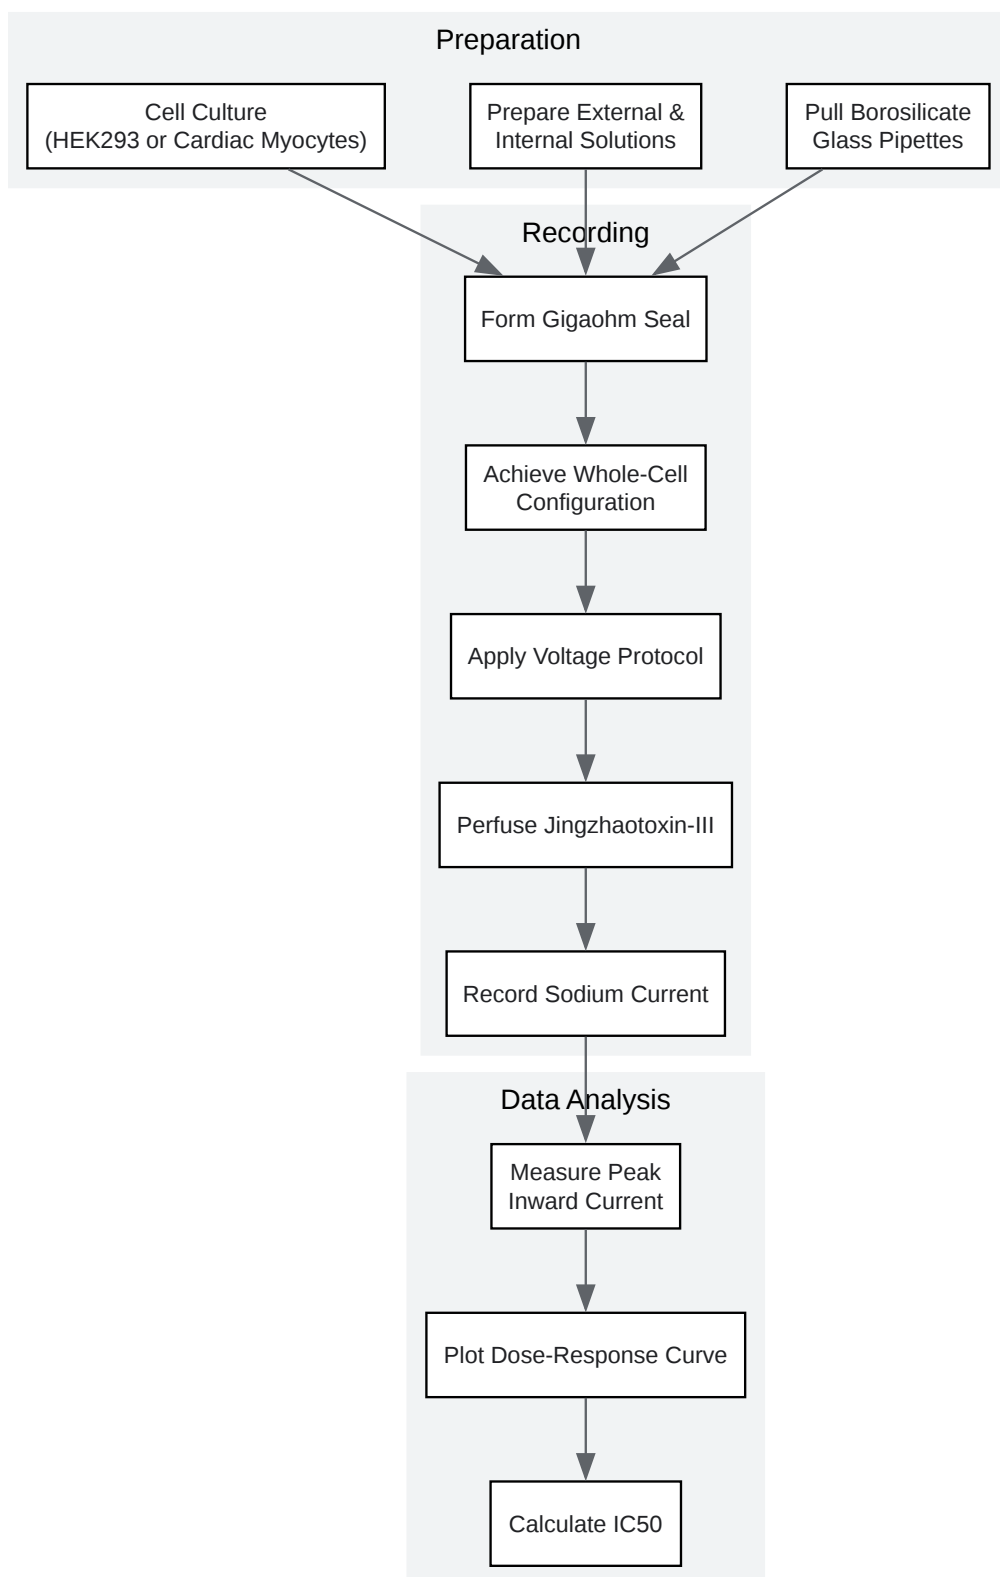 Preparation
Cell Culture
(HEK293 or Cardiac Myocytes)
Prepare External &
Internal Solutions
Pull Borosilicate
Glass Pipettes
Recording
Form Gigaohm Seal
Achieve Whole-Cell
Configuration
Apply Voltage Protocol
Perfuse Jingzhaotoxin-III
Record Sodium Current
Data Analysis
Measure Peak
Inward Current
Plot Dose-Response Curve
Calculate IC50